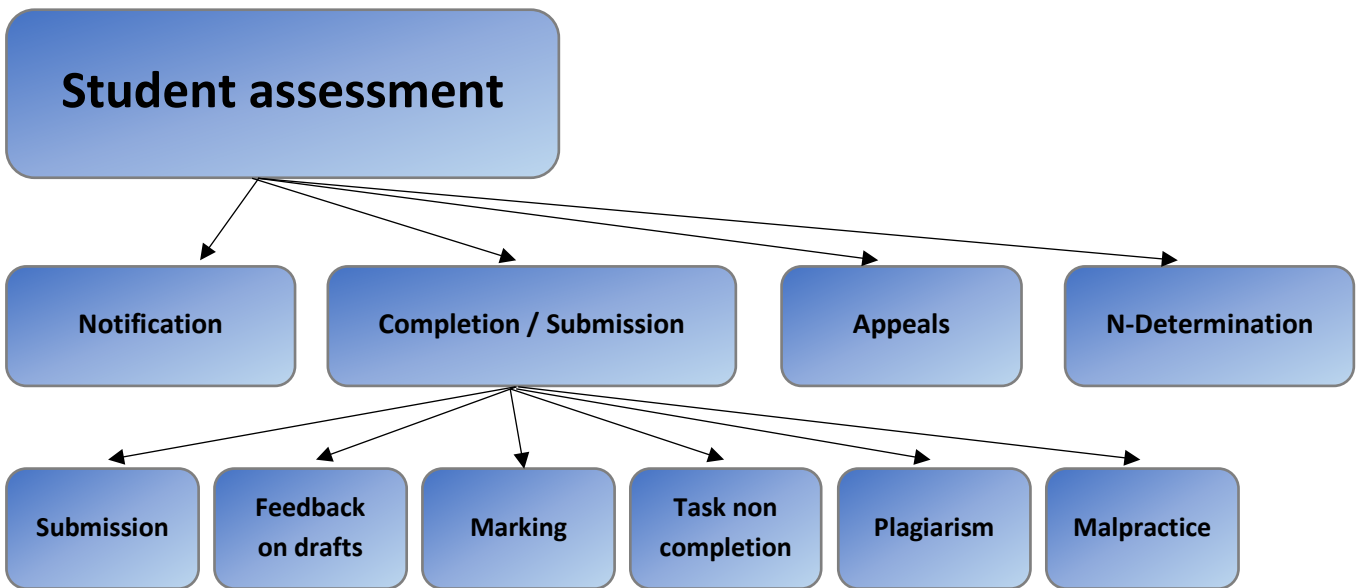 Student assessment
Notification
Completion / Submission
Appeals
N-Determination
Submission
Feedback
on drafts
Marking
Task non
completion
Plagiarism
Malpractice